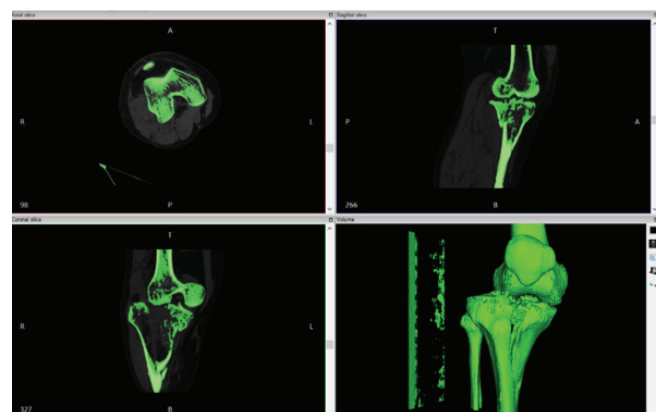 Axial slice
Sagittal slice
A
T
R
L
P
A
98
P
266
B
Coronal slice
Volume
T
R
L
327
B